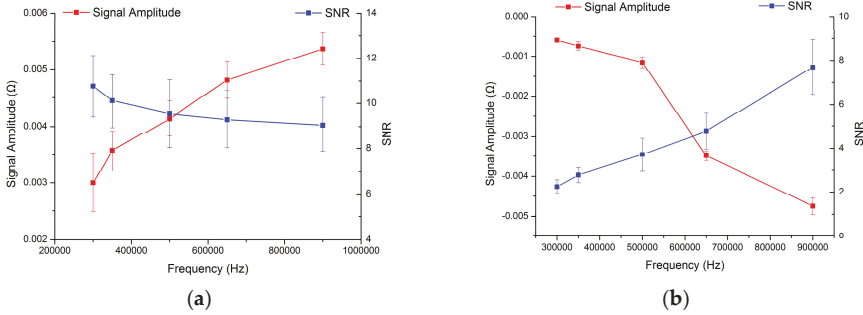 Signal Amplitude
SNR
0.006
0.005
0.004
0.003
0.002
Signal Amplitude (Ω)
14
12
10
8
6
4
SNR
200000 400000 600000 800000 1000000
Frequency (Hz)
(a)
Signal Amplitude
SNR
0.000
-0.001
-0.002
-0.003
-0.004
-0.005
Signal Amplitude (Ω)
10
8
6
4
2
0
SNR
300000 400000 500000 600000 700000 800000 900000
Frequency (Hz)
(b)